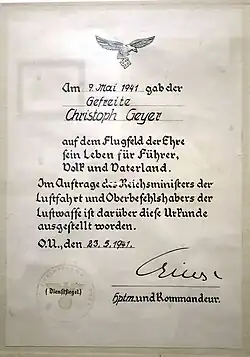 Am 9. Mai 1941 gab der
Gefreite
Christoph Geyer
auf dem Flugfeld der Ehre
sein Leben für Führer,
Volk und Vaterland.
Im Auftrage des Reichsministers der
Luftfahrt und Oberbefehlshabers der
Luftwaffe ist darüber diese Urkunde
ausgestellt worden.
O.U., den 23.5.1941.
(Dienstsiegel)
Hptm. und Kommandeur.